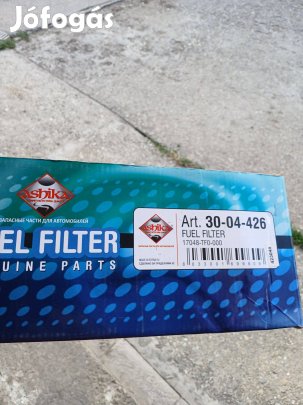 Jófogás
ashika
ЗАПАСНЫЕ ЧАСТИ ДЛЯ АВТОМОБИЛЕЙ
EL FILTER
UINE PARTS
ashika
Art. 30-04-426
FUEL FILTER
17048-TF0-000